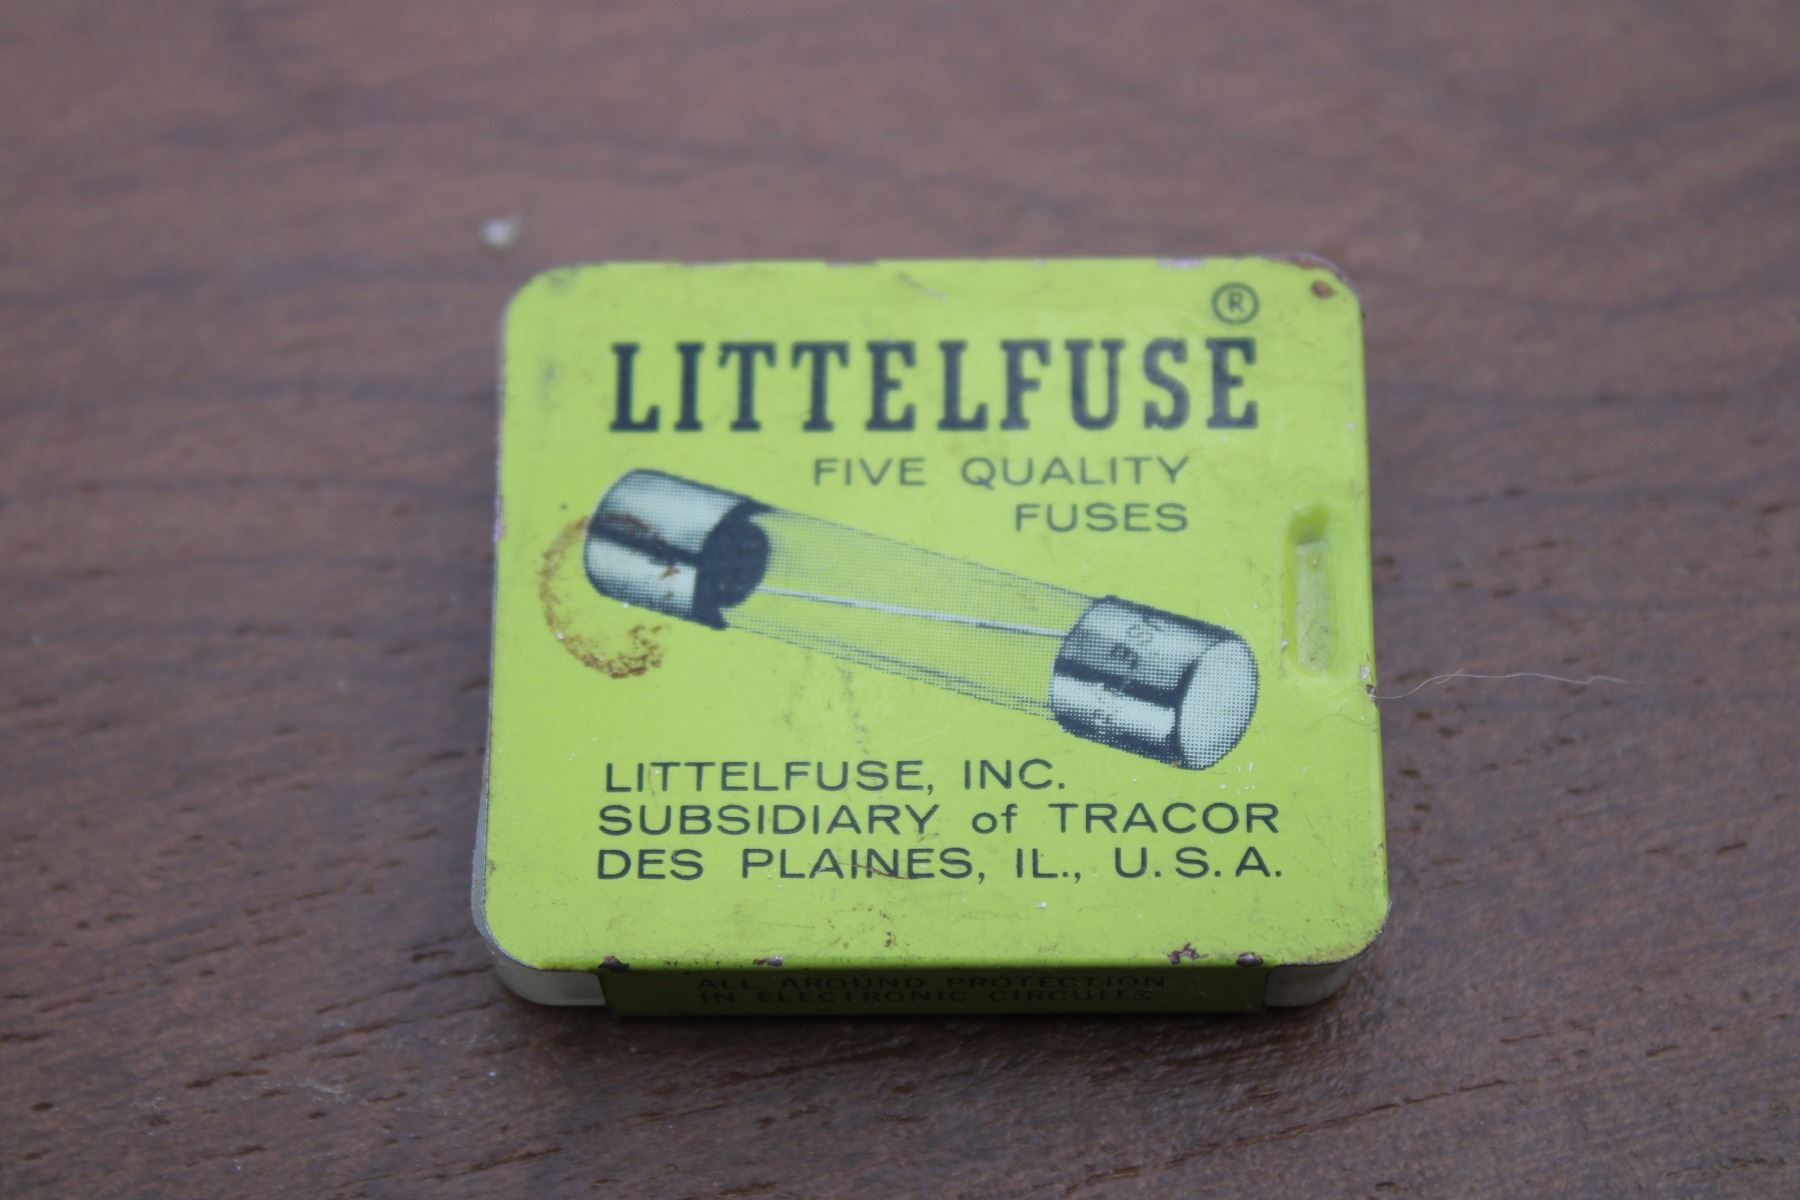 ®
LITTELFUSE
FIVE QUALITY
FUSES
LITTELFUSE, INC.
SUBSIDIARY of TRACOR
DES PLAINES, IL., U.S.A.
ALL AROUND PROTECTION
IN ELECTRONIC CIRCUITS